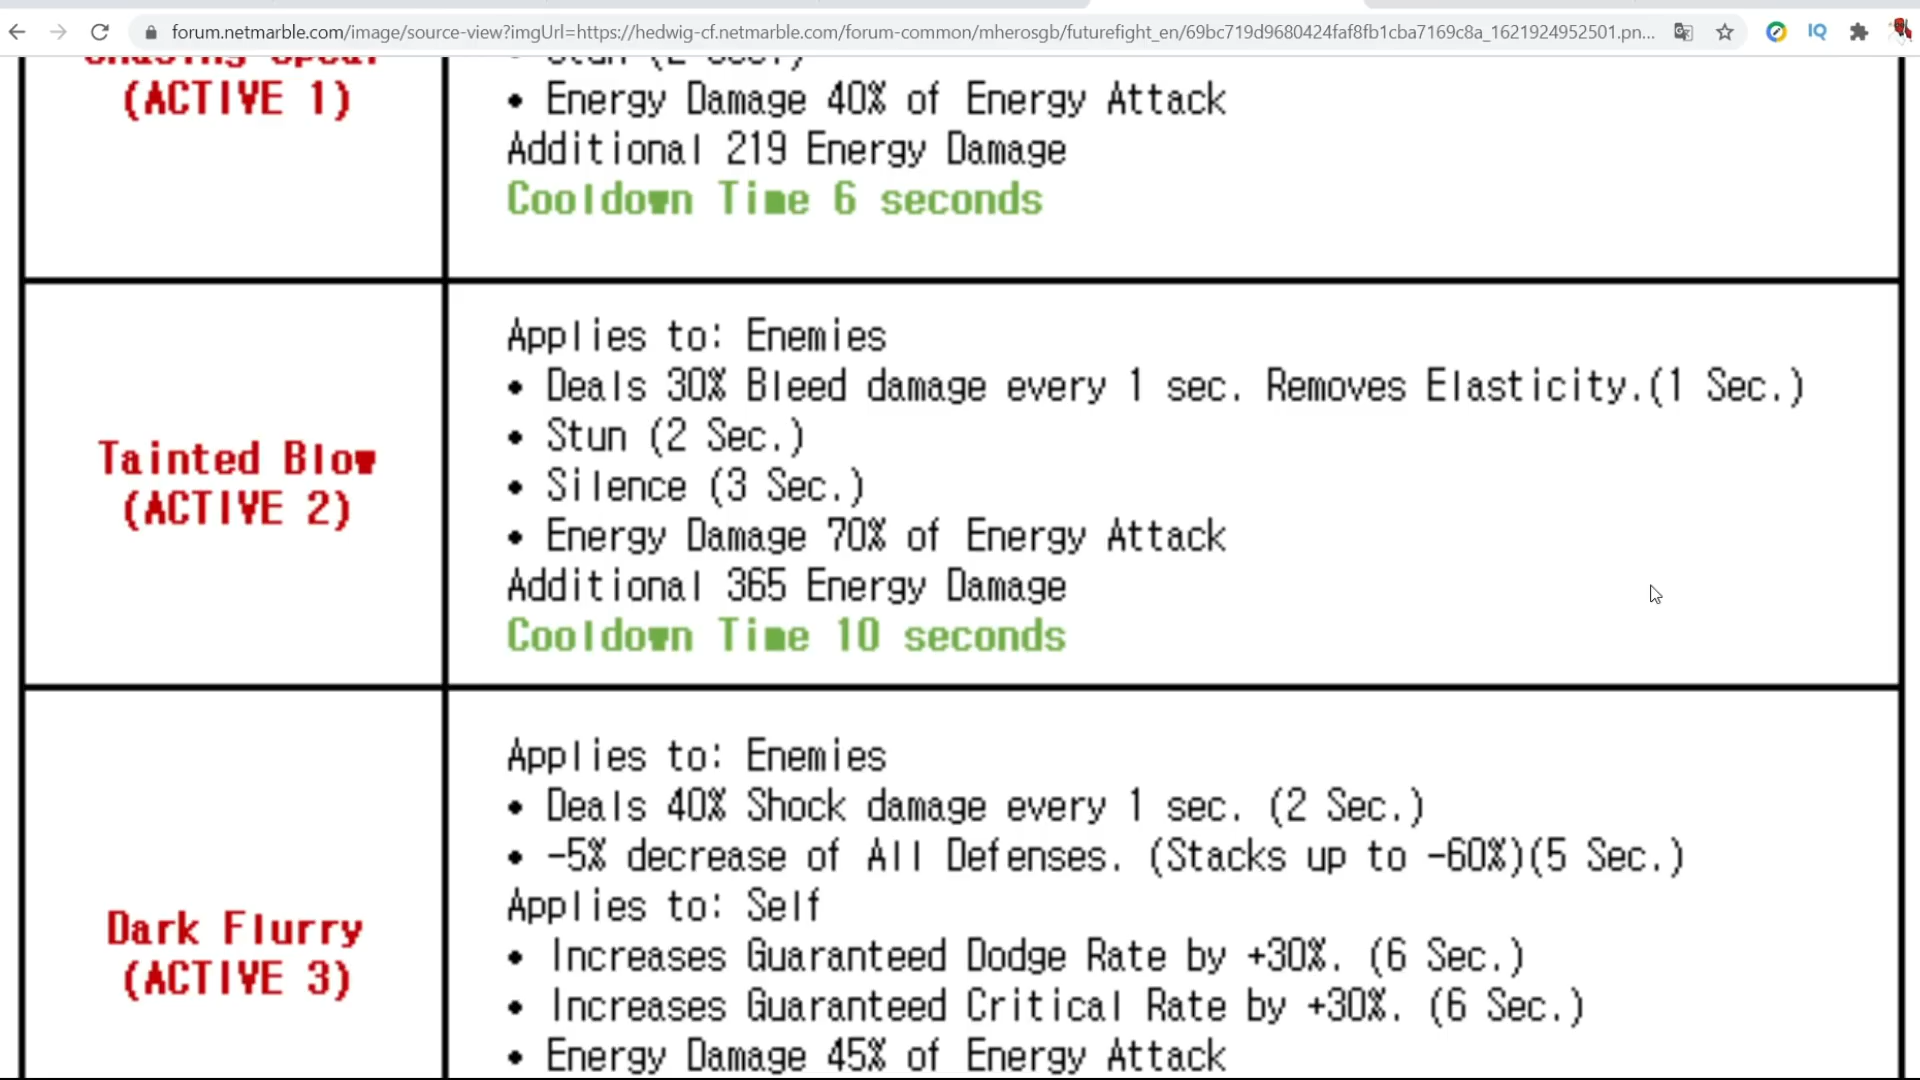 forum.netmarble.com/image/source-view?imgUrl=https://hedwig-cf.netmarble.com/forum-common/mherosgb/futurefight_en/69bc719d9680424faf8fb1cba7169c8a_1621924952501.pn...
IQ
(ACTIVE 1)
• Stun (2 Sec.)
• Energy Damage 40% of Energy Attack
Additional 219 Energy Damage
Cooldown Time 6 seconds
Tainted Blow
(ACTIVE 2)
Applies to: Enemies
• Deals 30% Bleed damage every 1 sec. Removes Elasticity.(1 Sec.)
• Stun (2 Sec.)
• Silence (3 Sec.)
• Energy Damage 70% of Energy Attack
Additional 365 Energy Damage
Cooldown Time 10 seconds
Dark Flurry
(ACTIVE 3)
Applies to: Enemies
• Deals 40% Shock damage every 1 sec. (2 Sec.)
• -5% decrease of All Defenses. (Stacks up to -60%)(5 Sec.)
Applies to: Self
• Increases Guaranteed Dodge Rate by +30%. (6 Sec.)
• Increases Guaranteed Critical Rate by +30%. (6 Sec.)
• Energy Damage 45% of Energy Attack